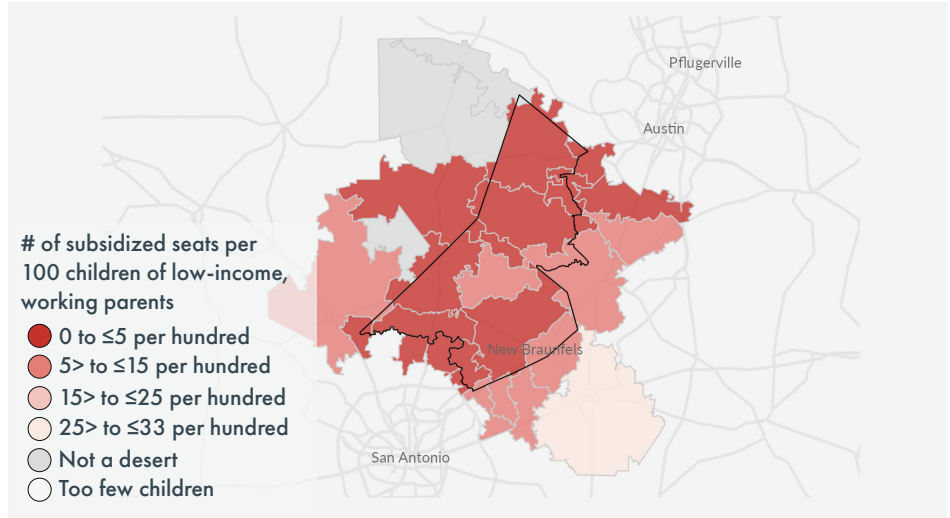 Pflugerville
Austin
# of subsidized seats per
100 children of low-income,
working parents
0 to ≤5 per hundred
5> to ≤15 per hundred
15> to ≤25 per hundred
25> to ≤33 per hundred
Not a desert
Too few children
New Braunfels
San Antonio